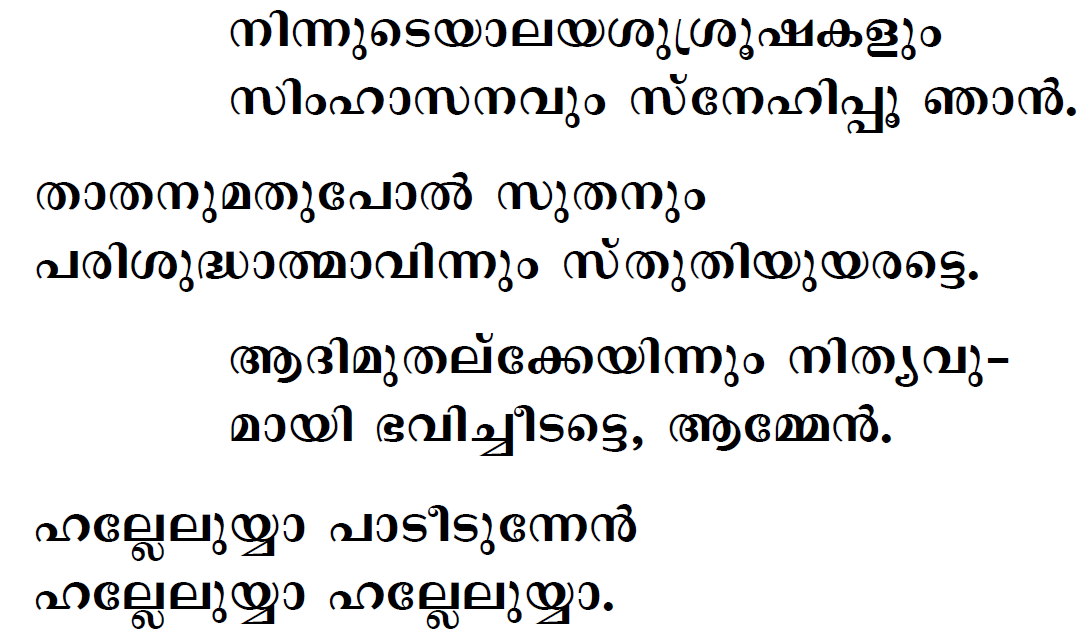 നിന്നുടെയാലയശുശ്രൂഷകളും
സിംഹാസനവും സ്നേഹിപ്പൂ ഞാൻ.
താതനുമതുപോൽ സുതനും
പരിശുദ്ധാത്മാവിന്നും സ്തുതിയുയരട്ടെ.
ആദിമുതല്ക്കേയിന്നും നിത്യവു-
മായി ഭവിച്ചീടട്ടെ, ആമ്മേൻ.
ഹല്ലേലുയ്യാ പാടീടുന്നേൻ
ഹല്ലേലുയ്യാ ഹല്ലേലുയ്യാ.